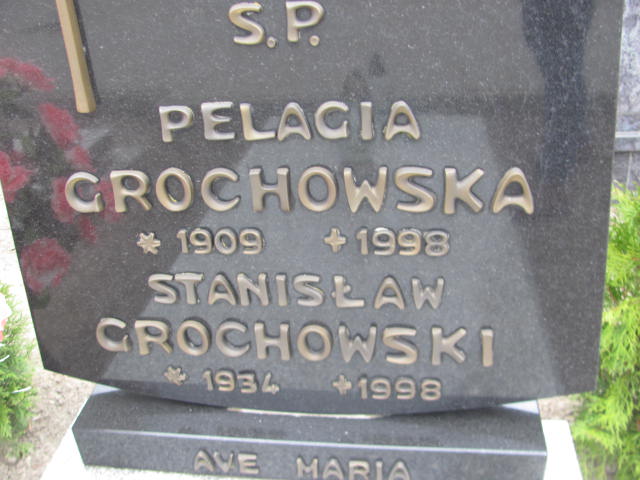 S.P.
PELAGIA
GROCHOWSKA
* 1909 + 1998
STANISŁAW
GROCHOWSKI
* 1934 + 1998
AVE MARIA